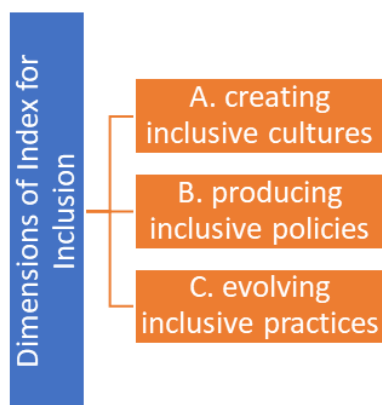 Dimensions of Index for
Inclusion
A. creating
inclusive cultures
B. producing
inclusive policies
C. evolving
inclusive practices